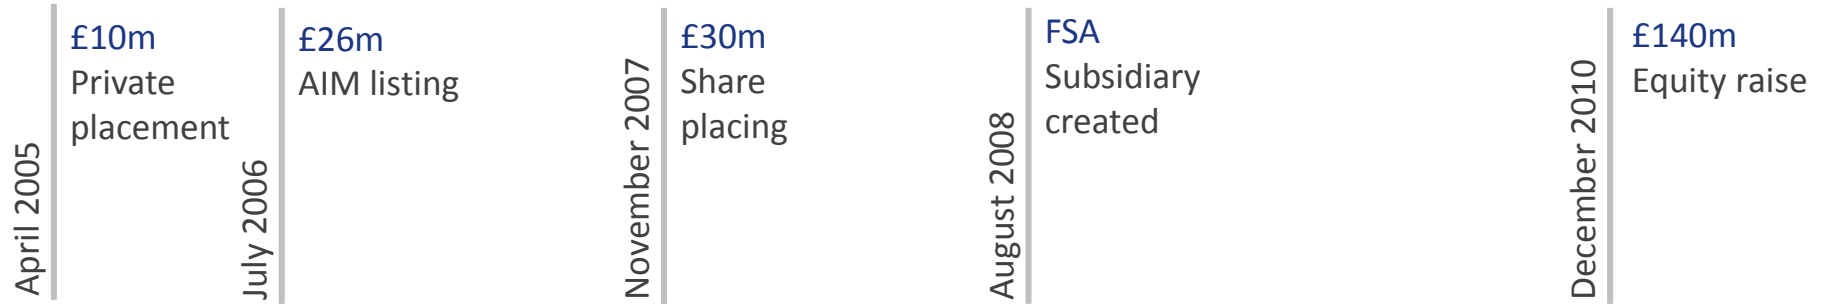 April 2005
£10m
Private
placement
July 2006
£26m
AIM listing
November 2007
£30m
Share
placing
August 2008
FSA
Subsidiary
created
December 2010
£140m
Equity raise